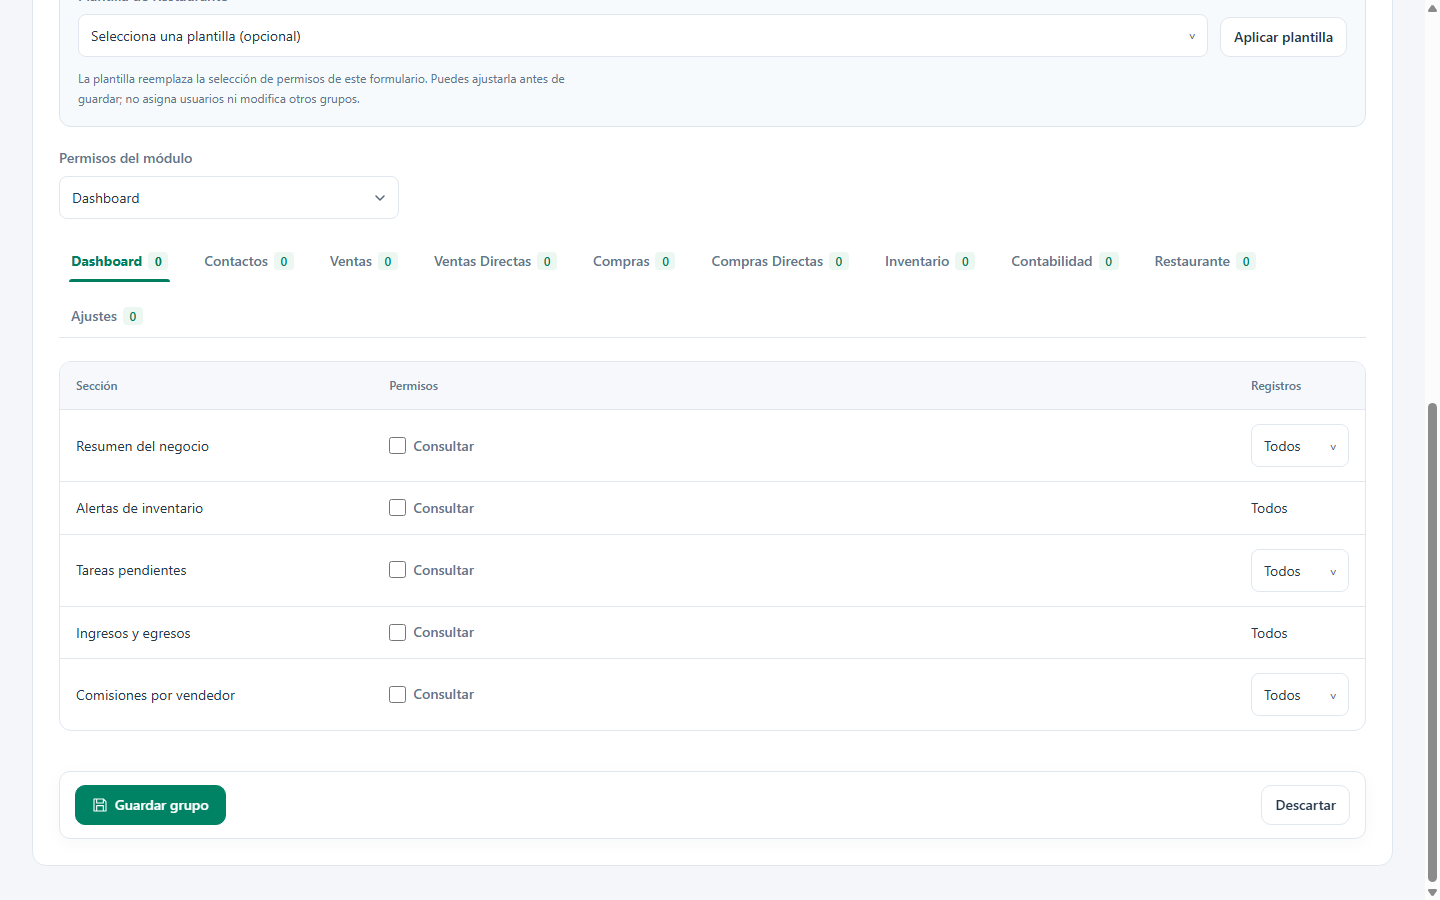 Selecciona una plantilla (opcional)
Aplicar plantilla
La plantilla reemplaza la selección de permisos de este formulario. Puedes ajustarla antes de
guardar; no asigna usuarios ni modifica otros grupos.
Permisos del módulo
Dashboard
Dashboard 0 Contactos 0 Ventas 0 Ventas Directas 0 Compras 0 Compras Directas 0 Inventario 0 Contabilidad 0 Restaurante 0
Ajustes 0
Sección Permisos Registros
Resumen del negocio Consultar Todos
Alertas de inventario Consultar Todos
Tareas pendientes Consultar Todos
Ingresos y egresos Consultar Todos
Comisiones por vendedor Consultar Todos
Guardar grupo Descartar